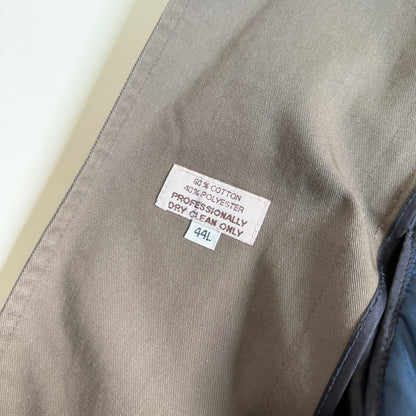 60% COTTON
40% POLYESTER
PROFESSIONALLY
DRY CLEAN ONLY
44L